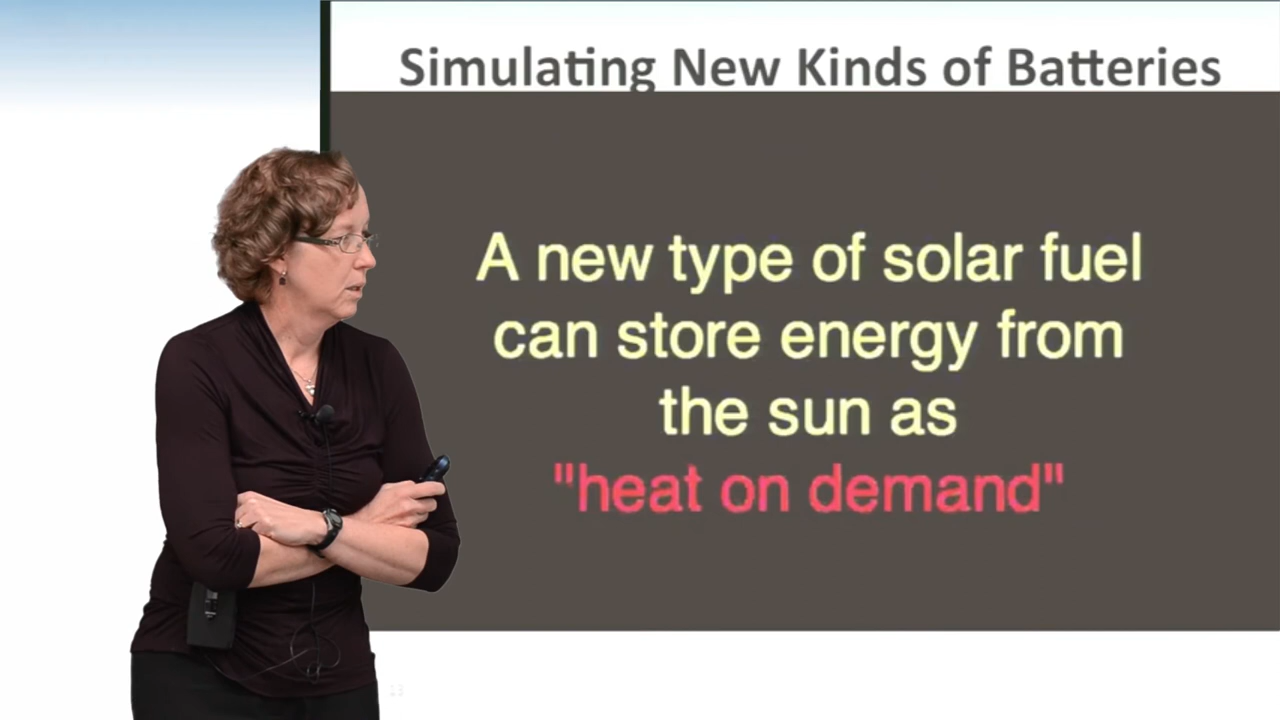 Simulating New Kinds of Batteries
A new type of solar fuel
can store energy from
the sun as
"heat on demand"
13